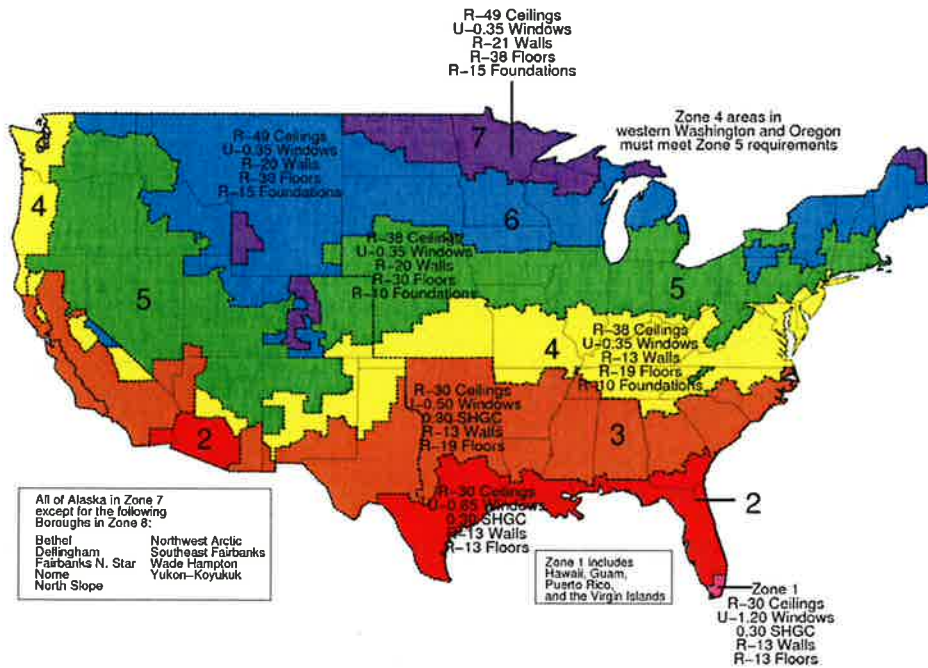 R-49 Ceilings
U-0.35 Windows
R-21 Walls
R-38 Floors
R-15 Foundations
Zone 4 areas in
western Washington and Oregon
must meet Zone 5 requirements
7
R-49 Ceilings
U-0.35 Windows
R-20 Walls
R-38 Floors
R-15 Foundations
4
6
R-38 Ceilings
U-0.35 Windows
R-20 Walls
R-30 Floors
R-10 Foundations
5
5
4
R-38 Ceilings
U-0.35 Windows
R-13 Walls
R-19 Floors
R-10 Foundations
R-30 Ceilings
U-0.50 Windows
0.30 SHGC
R-13 Walls
R-19 Floors
3
2
R-30 Ceilings
U-0.65 Windows
0.30 SHGC
R-13 Walls
R-13 Floors
2
All of Alaska in Zone 7
except for the following
Boroughs in Zone 8:
Bethel
Dellingham
Fairbanks N. Star
Nome
North Slope
Northwest Arctic
Southeast Fairbanks
Wade Hampton
Yukon-Koyukuk
Zone 1 includes
Hawaii, Guam,
Puerto Rico,
and the Virgin Islands
Zone 1
R-30 Ceilings
U-1.20 Windows
0.30 SHGC
R-13 Walls
R-13 Floors